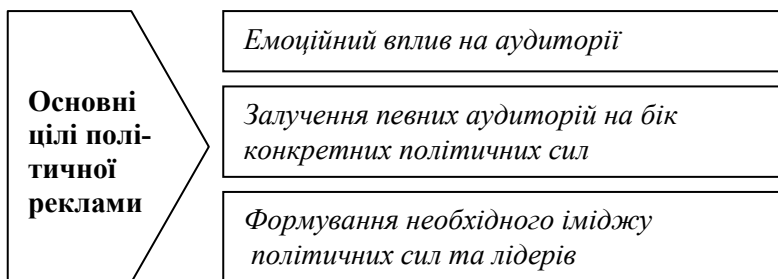 Основні
цілі полі-
тичної
реклами
Емоційний вплив на аудиторії
Залучення певних аудиторій на бік
конкретних політичних сил
Формування необхідного іміджу
політичних сил та лідерів